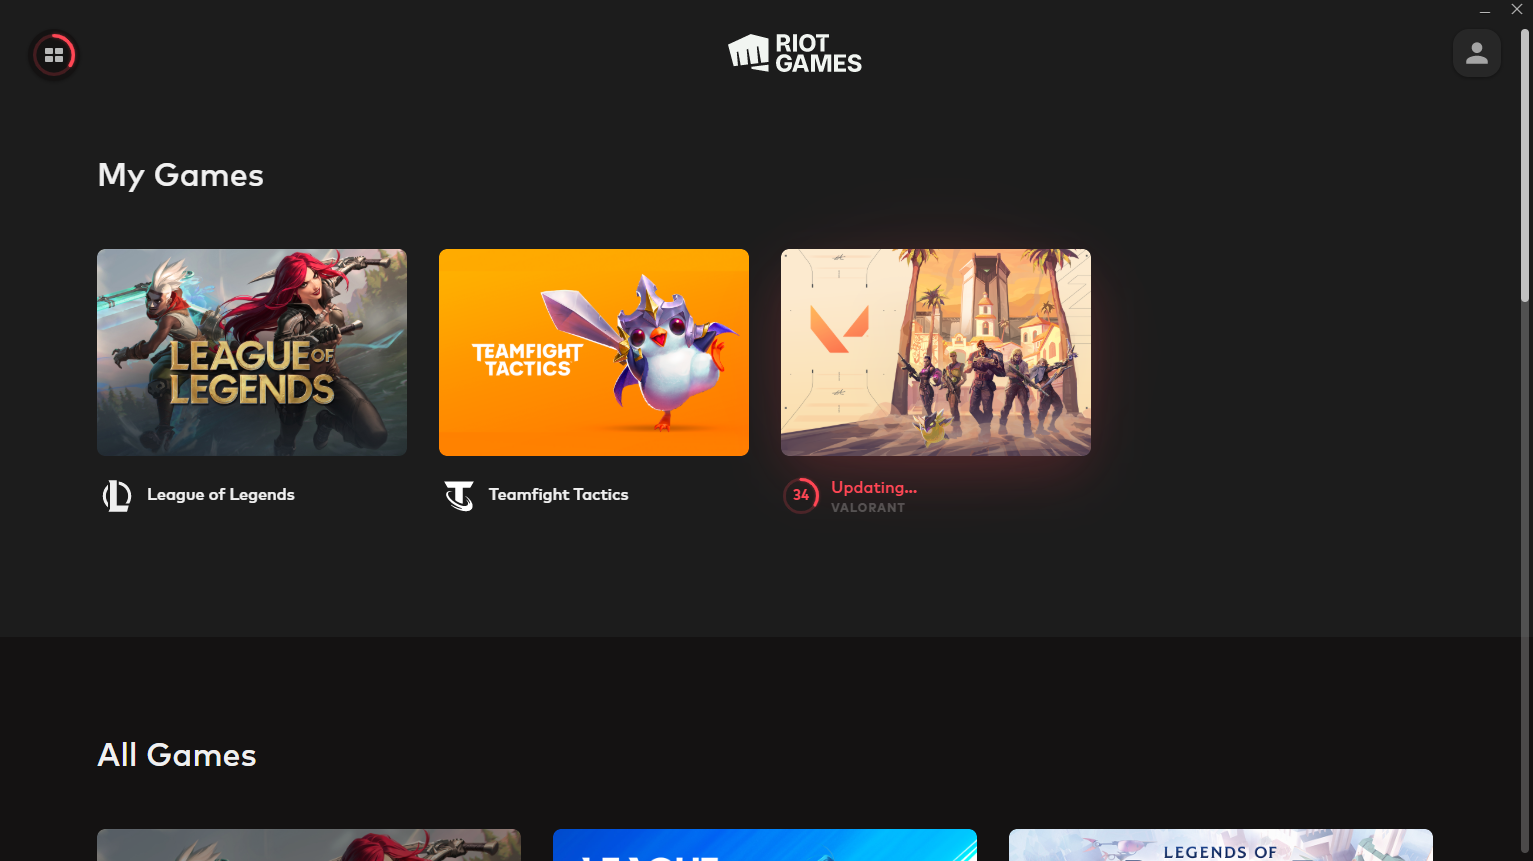 RIOT
GAMES
My Games
LEAGUE OF
LEGENDS
TEAMFIGHT
TACTICS
League of Legends
Teamfight Tactics
34
Updating...
VALORANT
All Games
LEAGUE
LEGENDS OF